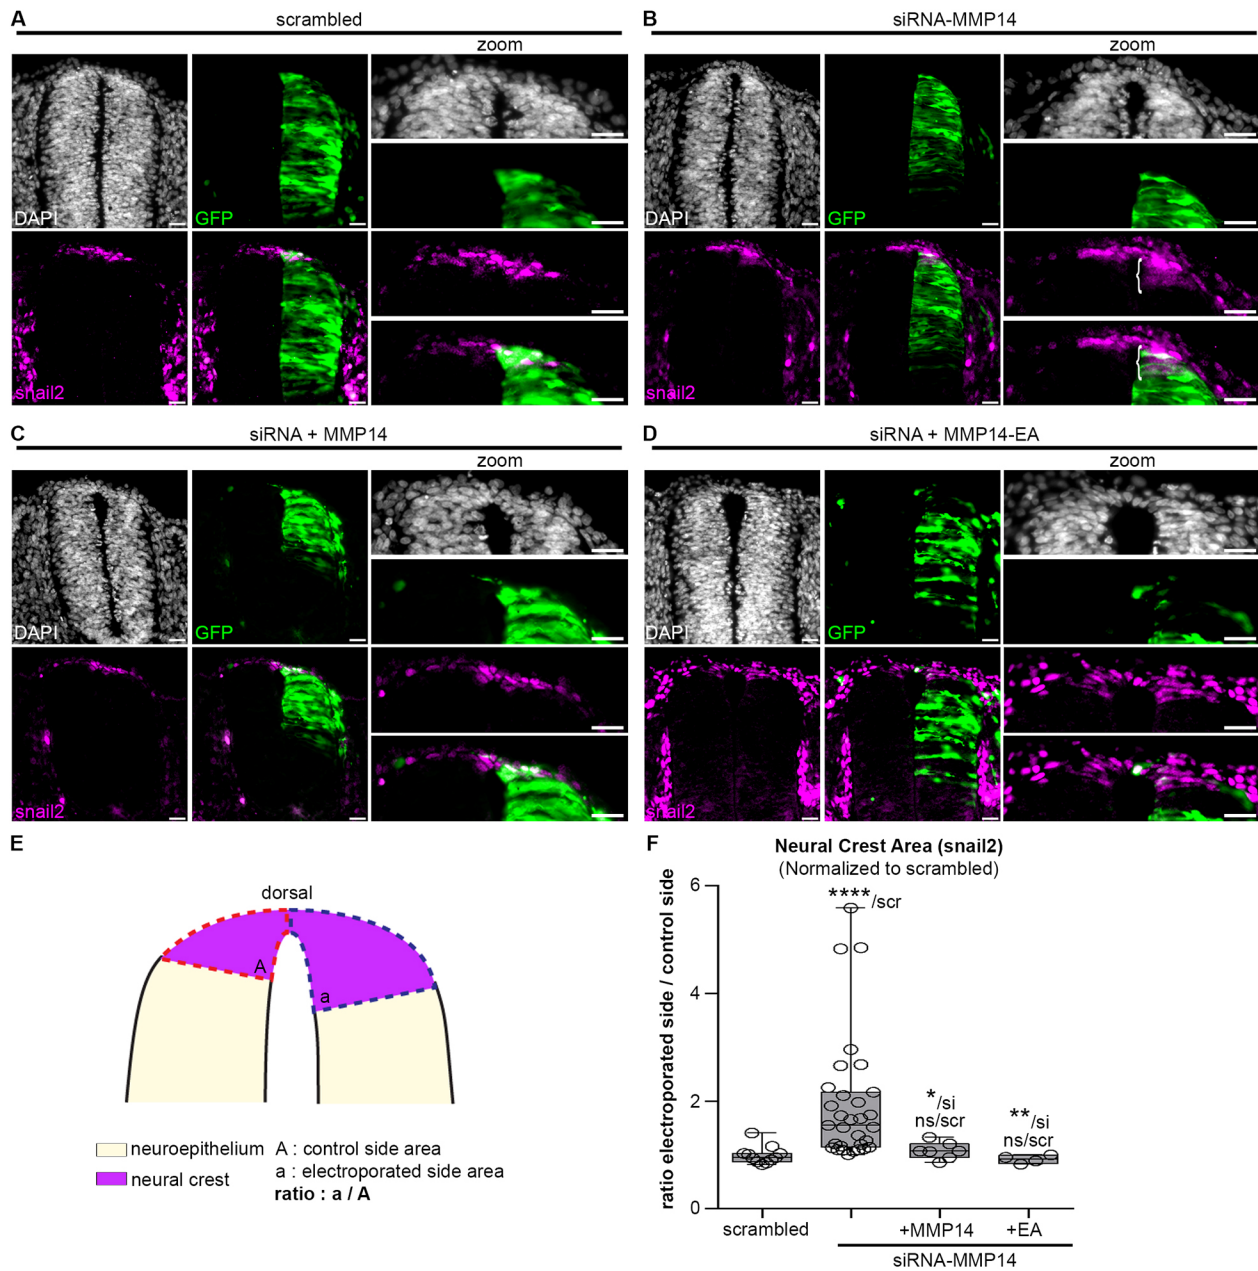 A
scrambled
zoom
DAPI
GFP
snail2
B
siRNA-MMP14
zoom
DAPI
GFP
{
snail2
{
C
siRNA + MMP14
zoom
DAPI
GFP
snail2
D
siRNA + MMP14-EA
zoom
DAPI
GFP
snail2
E
dorsal
A
a
neuroepithelium
neural crest
A : control side area
a : electroporated side area
ratio : a / A
F
Neural Crest Area (snail2)
(Normalized to scrambled)
ratio electroporated side / control side
6
4
2
0
****/scr
*/si
ns/scr
**/si
ns/scr
scrambled
+MMP14
+EA
siRNA-MMP14